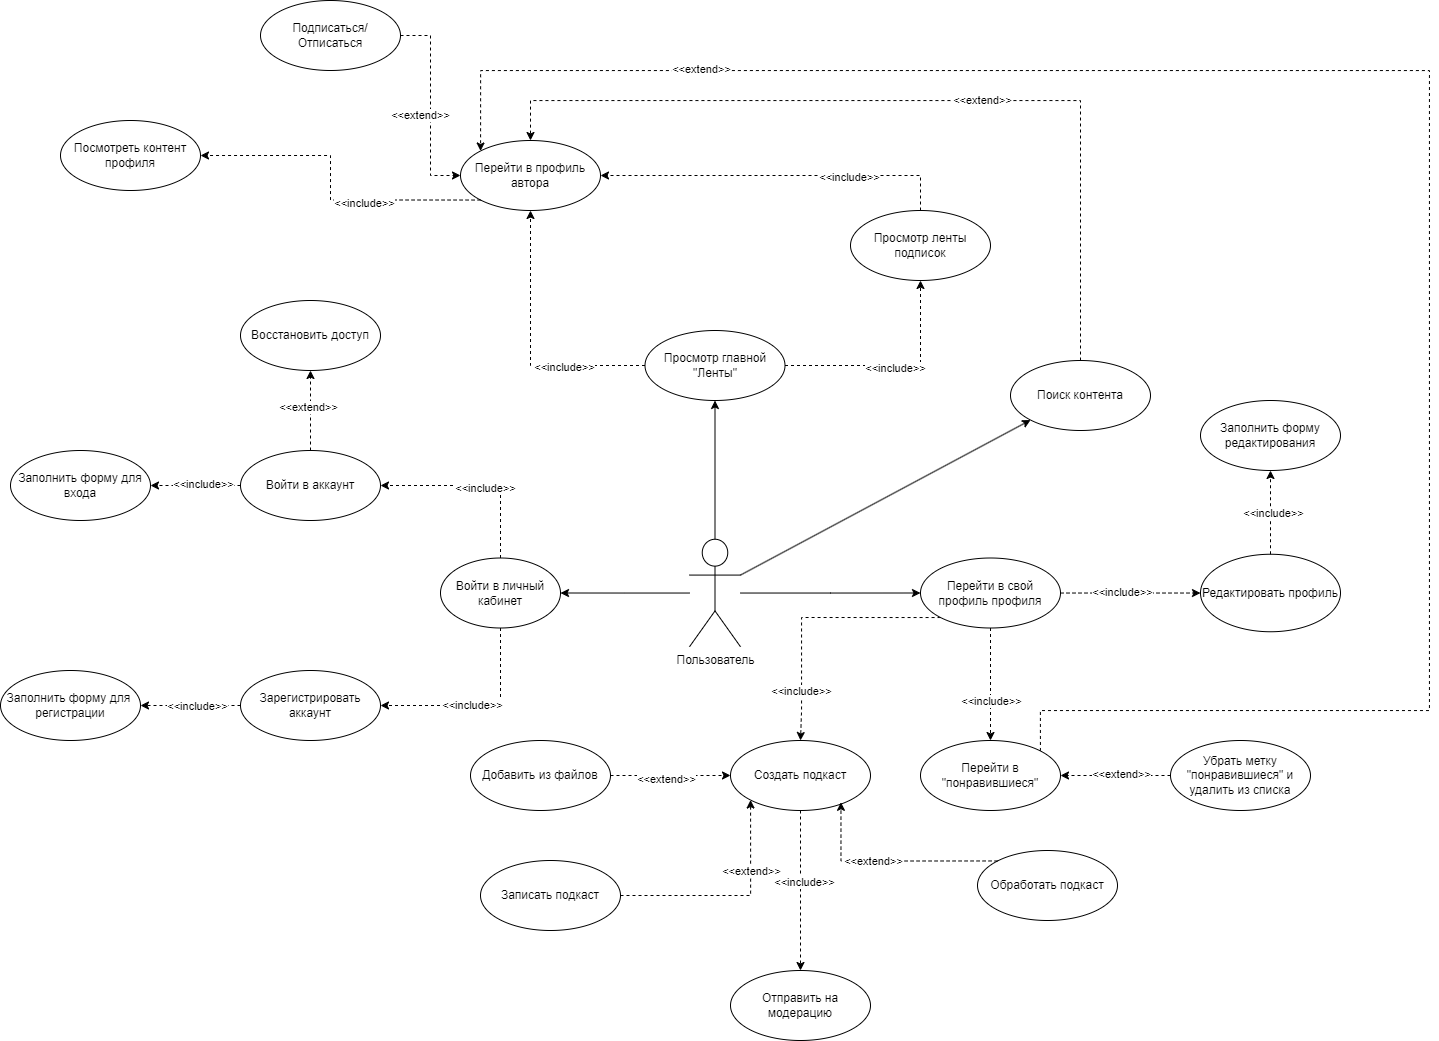 Подписаться/
Отписаться
<<extend>>
<<extend>>
<<extend>>
Посмотреть контент
профиля
Перейти в профиль
автора
<<include>>
<<include>>
Просмотр ленты
подписок
Восстановить доступ
Просмотр главной
"Ленты"
<<include>>
<<include>>
Поиск контента
<<extend>>
Заполнить форму
редактирования
Заполнить форму для
входа
<<include>>
Войти в аккаунт
<<include>>
<<include>>
Войти в личный
кабинет
Перейти в свой
профиль профиля
<<include>>
Редактировать профиль
Пользователь
Заполнить форму для
регистрации
<<include>>
Зарегистрировать
аккаунт
<<include>>
<<include>>
<<include>>
Добавить из файлов
<<extend>>
Создать подкаст
Перейти в
"понравившиеся"
<<extend>>
Убрать метку
"понравившиеся" и
удалить из списка
<<extend>>
<<include>>
<<extend>>
Записать подкаст
Обработать подкаст
Отправить на
модерацию